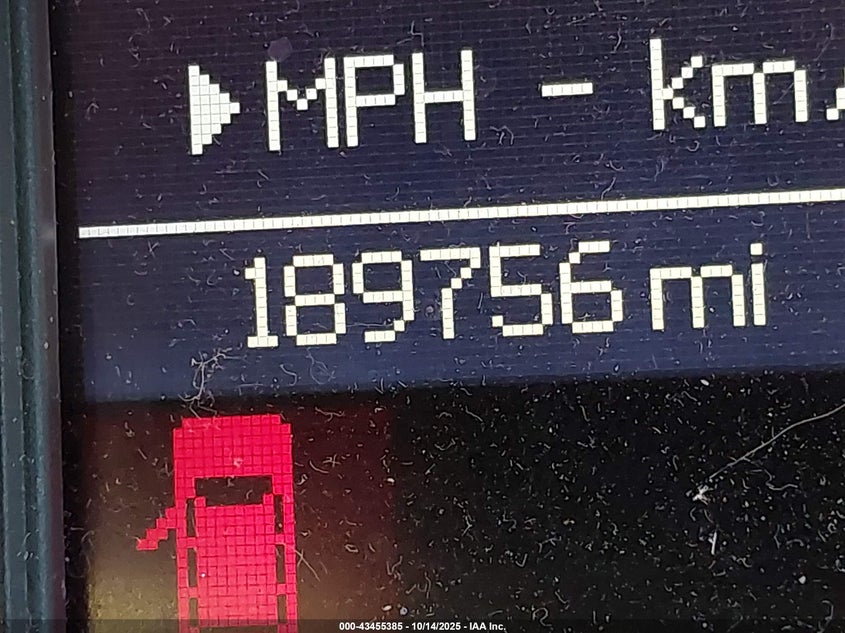 ▶MPH - km/
189756 mi
000-43455385 - 10/14/2025 - IAA Inc.